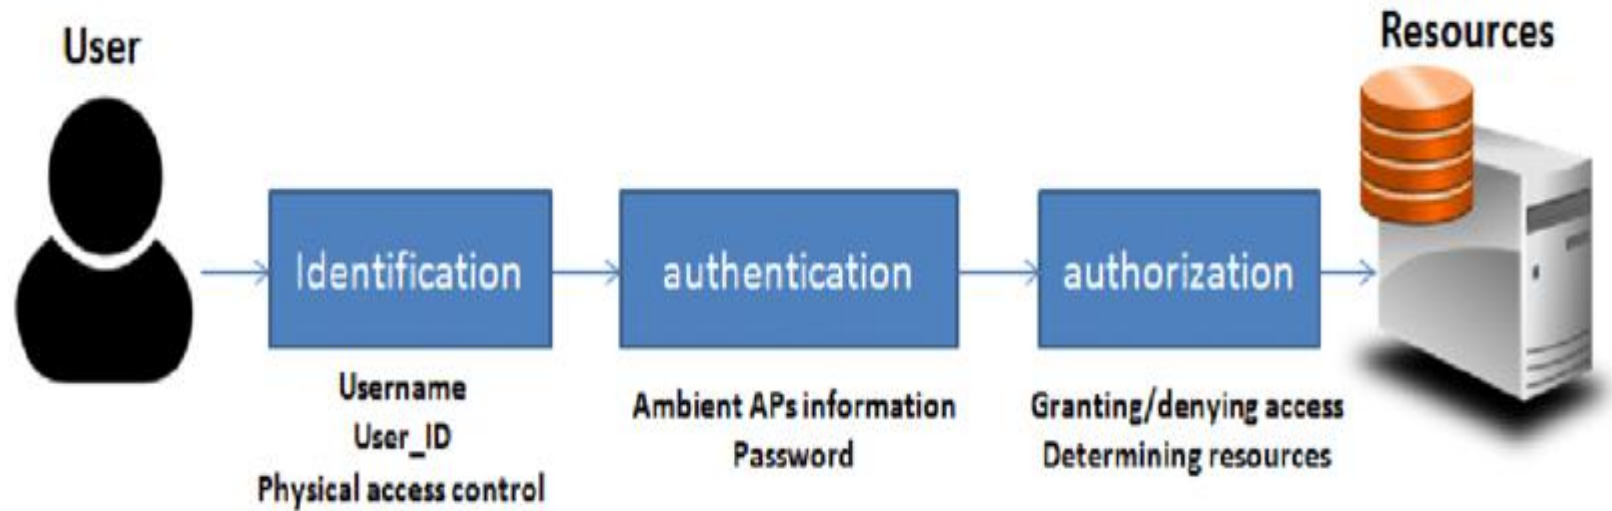 User
Resources
Identification
authentication
authorization
Username
User_ID
Physical access control
Ambient APs information
Password
Granting/denying access
Determining resources